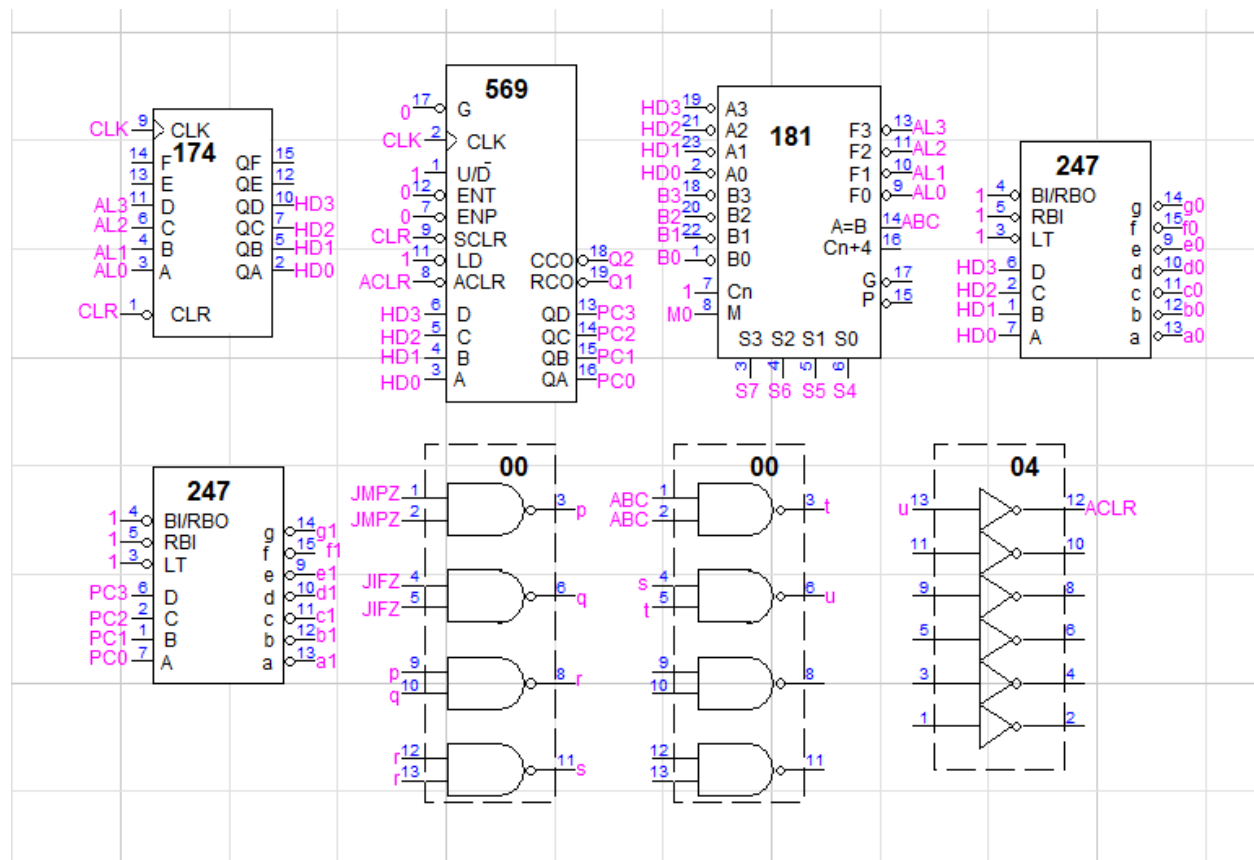 174
CLK 9 CLK
14 F QF 15
13 E QE 12
AL3 11 D QD 10 HD3
AL2 6 C QC 7 HD2
AL1 4 B QB 5 HD1
AL0 3 A QA 2 HD0
CLR 1 CLR
569
0 17 G
CLK 2 CLK
1 1 U/D̅
0 12 ENT
0 7 ENP
CLR 9 SCLR
1 11 LD CCO 18 Q2
ACLR 8 ACLR RCO 19 Q1
HD3 6 D QD 13 PC3
HD2 5 C QC 14 PC2
HD1 4 B QB 15 PC1
HD0 3 A QA 16 PC0
181
HD3 19 A3
HD2 21 A2 F3 13 AL3
HD1 23 A1 F2 11 AL2
HD0 2 A0 F1 10 AL1
B3 18 B3 F0 9 AL0
B2 20 B2
B1 22 B1 A=B 14 ABC
B0 1 B0 Cn+4 16
1 7 Cn G 17
M0 8 M P 15
S3 S2 S1 S0
3 4 5 6
S7 S6 S5 S4
247
1 4 BI/RBO g 14 g0
1 5 RBI f 15 f0
1 3 LT e 9 e0
HD3 6 D d 10 d0
HD2 2 C c 11 c0
HD1 1 B b 12 b0
HD0 7 A a 13 a0
247
1 4 BI/RBO g 14 g1
1 5 RBI f 15 f1
1 3 LT e 9 e1
PC3 6 D d 10 d1
PC2 2 C c 11 c1
PC1 1 B b 12 b1
PC0 7 A a 13 a1
00
JMPZ 1 3 p
JMPZ 2
JIFZ 4 6 q
JIFZ 5
p 9 8 r
q 10
r 12 11 s
r 13
00
ABC 1 3 t
ABC 2
s 4 6 u
t 5
9 8
10
12 11
13
04
u 13 12 ACLR
11 10
9 8
5 6
3 4
1 2